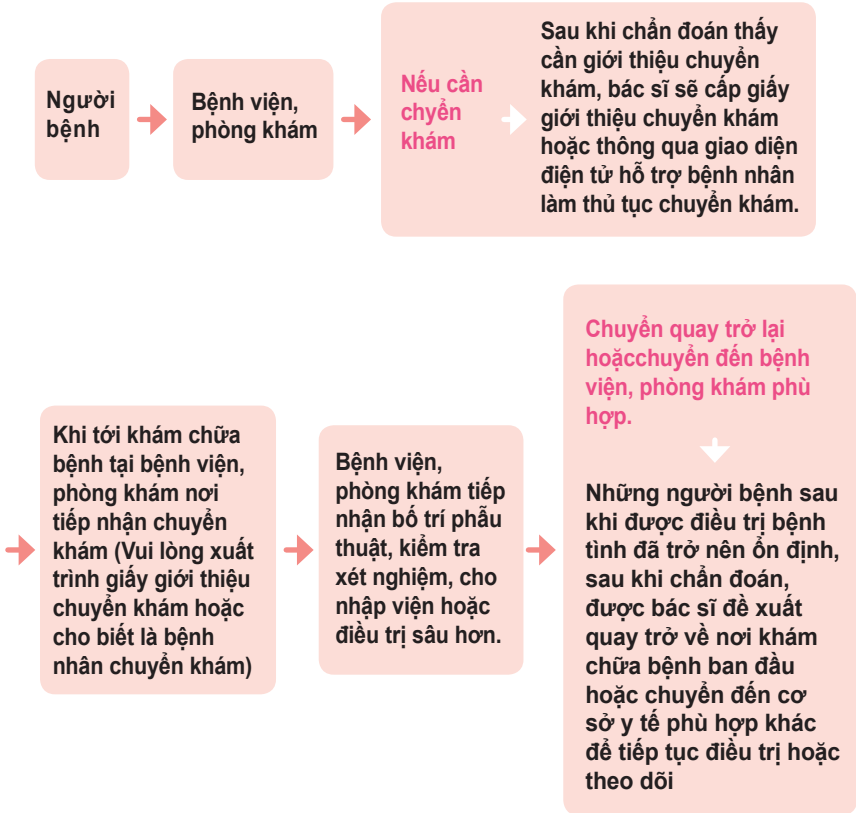 Người
bệnh
Bệnh viện,
phòng khám
Nếu cần
chyển
khám
Sau khi chẩn đoán thấy
cần giới thiệu chuyển
khám, bác sĩ sẽ cấp giấy
giới thiệu chuyển khám
hoặc thông qua giao diện
điện tử hỗ trợ bệnh nhân
làm thủ tục chuyển khám.
Khi tới khám chữa
bệnh tại bệnh viện,
phòng khám nơi
tiếp nhận chuyển
khám (Vui lòng xuất
trình giấy giới thiệu
chuyển khám hoặc
cho biết là bệnh
nhân chuyển khám)
Bệnh viện,
phòng khám tiếp
nhận bố trí phẫu
thuật, kiểm tra
xét nghiệm, cho
nhập viện hoặc
điều trị sâu hơn.
Chuyển quay trở lại
hoặcchuyển đến bệnh
viện, phòng khám phù
hợp.
Những người bệnh sau
khi được điều trị bệnh
tình đã trở nên ổn định,
sau khi chẩn đoán,
được bác sĩ đề xuất
quay trở về nơi khám
chữa bệnh ban đầu
hoặc chuyển đến cơ
sở y tế phù hợp khác
để tiếp tục điều trị hoặc
theo dõi